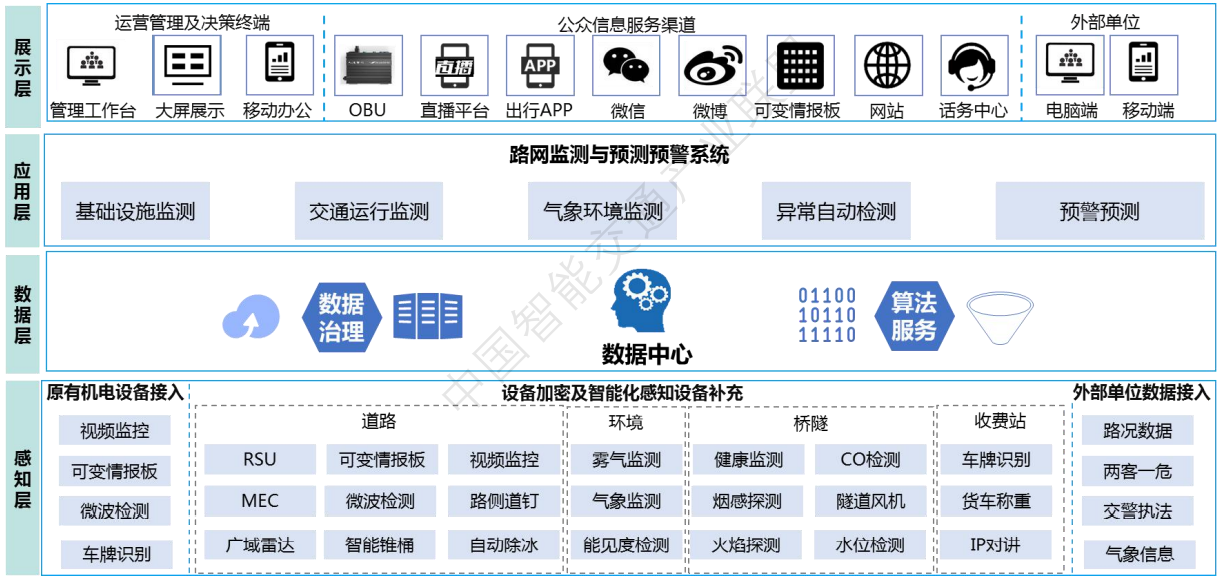 展示层
运营管理及决策终端
公众信息服务渠道
外部单位
管理工作台
大屏展示
移动办公
OBU
直播
直播平台
APP
出行APP
微信
微博
可变情报板
网站
话务中心
电脑端
移动端
应用层
路网监测与预测预警系统
基础设施监测
交通运行监测
气象环境监测
异常自动检测
预警预测
数据层
数据
治理
数据中心
01100
10110
11110
算法
服务
感知层
原有机电设备接入
视频监控
可变情报板
微波检测
车牌识别
设备加密及智能化感知设备补充
道路
RSU
可变情报板
视频监控
MEC
微波检测
路侧道钉
广域雷达
智能锥桶
自动除冰
环境
雾气监测
气象监测
能见度检测
桥隧
健康监测
CO检测
烟感探测
隧道风机
火焰探测
水位检测
收费站
车牌识别
货车称重
IP对讲
外部单位数据接入
路况数据
两客一危
交警执法
气象信息
中国智能交通产业联盟